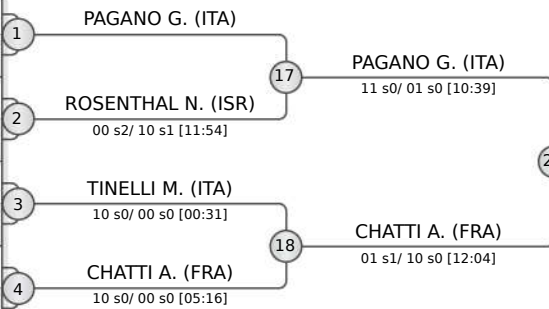 PAGANO G. (ITA)
1
17
PAGANO G. (ITA)
11 s0/ 01 s0 [10:39]
ROSENTHAL N. (ISR)
2
00 s2/ 10 s1 [11:54]
TINELLI M. (ITA)
3
10 s0/ 00 s0 [00:31]
18
CHATTI A. (FRA)
01 s1/ 10 s0 [12:04]
CHATTI A. (FRA)
4
10 s0/ 00 s0 [05:16]